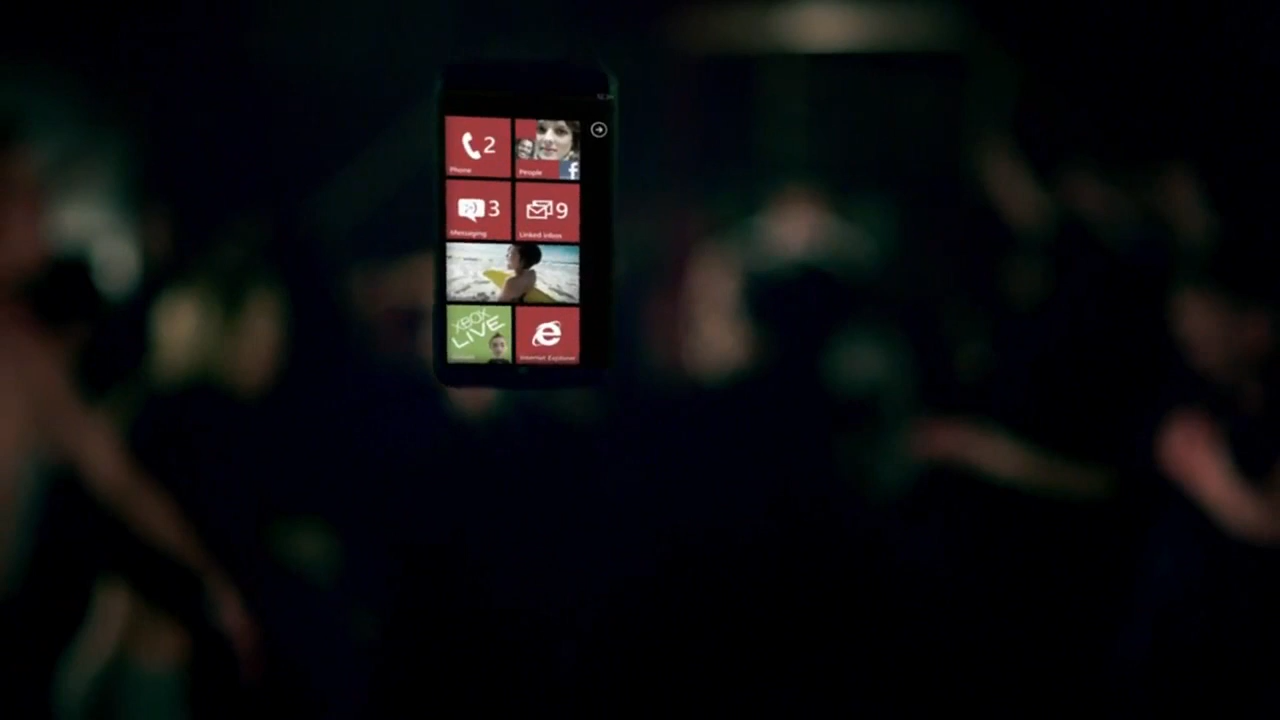 2
Phone
People
f
3
Messaging
9
Linked inbox
XBOX
LIVE
Internet Explorer